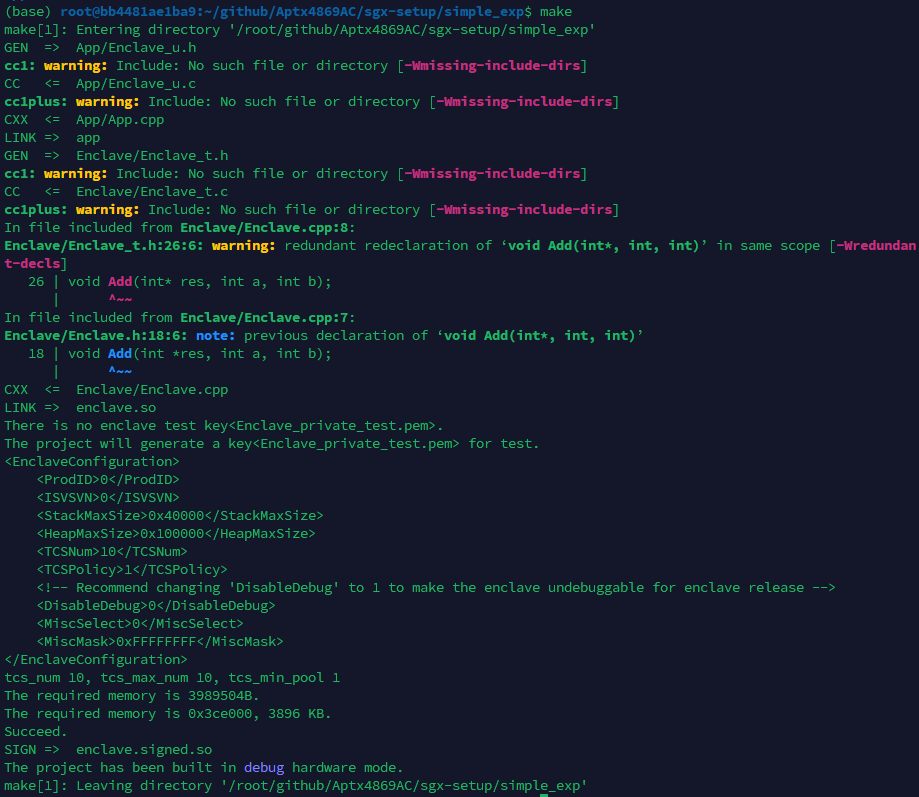 (base) root@bb4481ae1ba9:~/github/Aptx4869AC/sgx-setup/simple_exp$ make
make[1]: Entering directory '/root/github/Aptx4869AC/sgx-setup/simple_exp'
GEN  =>  App/Enclave_u.h
cc1: warning: Include: No such file or directory [-Wmissing-include-dirs]
CC   <=  App/Enclave_u.c
cc1plus: warning: Include: No such file or directory [-Wmissing-include-dirs]
CXX  <=  App/App.cpp
LINK =>  app
GEN  =>  Enclave/Enclave_t.h
cc1: warning: Include: No such file or directory [-Wmissing-include-dirs]
CC   <=  Enclave/Enclave_t.c
cc1plus: warning: Include: No such file or directory [-Wmissing-include-dirs]
In file included from Enclave/Enclave.cpp:8:
Enclave/Enclave_t.h:26:6: warning: redundant redeclaration of ‘void Add(int*, int, int)’ in same scope [-Wredundan
t-decls]
   26 | void Add(int* res, int a, int b);
      |      ^~~
In file included from Enclave/Enclave.cpp:7:
Enclave/Enclave.h:18:6: note: previous declaration of ‘void Add(int*, int, int)’
   18 | void Add(int *res, int a, int b);
      |      ^~~
CXX  <=  Enclave/Enclave.cpp
LINK =>  enclave.so
There is no enclave test key<Enclave_private_test.pem>.
The project will generate a key<Enclave_private_test.pem> for test.
<EnclaveConfiguration>
    <ProdID>0</ProdID>
    <ISVSVN>0</ISVSVN>
    <StackMaxSize>0x40000</StackMaxSize>
    <HeapMaxSize>0x100000</HeapMaxSize>
    <TCSNum>10</TCSNum>
    <TCSPolicy>1</TCSPolicy>
    <!-- Recommend changing 'DisableDebug' to 1 to make the enclave undebuggable for enclave release -->
    <DisableDebug>0</DisableDebug>
    <MiscSelect>0</MiscSelect>
    <MiscMask>0xFFFFFFFF</MiscMask>
</EnclaveConfiguration>
tcs_num 10, tcs_max_num 10, tcs_min_pool 1
The required memory is 3989504B.
The required memory is 0x3ce000, 3896 KB.
Succeed.
SIGN =>  enclave.signed.so
The project has been built in debug hardware mode.
make[1]: Leaving directory '/root/github/Aptx4869AC/sgx-setup/simple_exp'